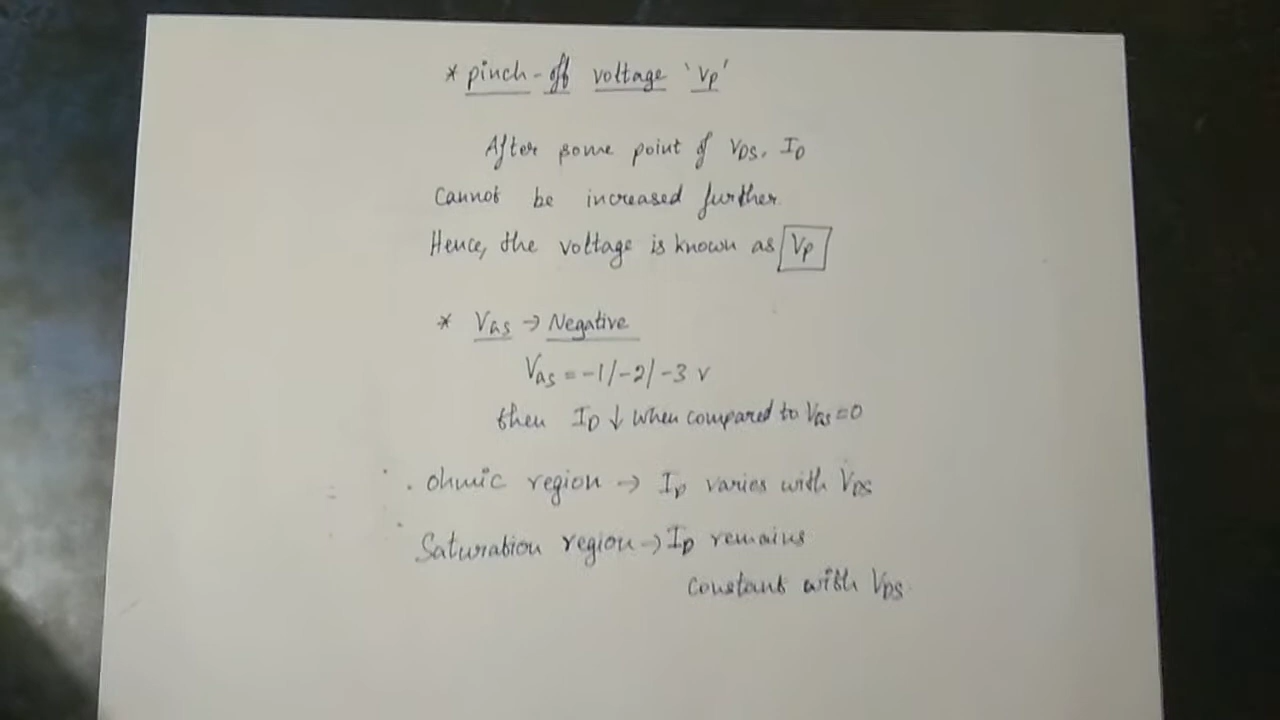 * pinch-off voltage 'Vp'
After some point of VDS, ID
cannot be increased further.
Hence, the voltage is known as Vp
* VGS → Negative
VGS = -1/-2/-3 V
then ID ↓ when compared to VGS=0
. ohmic region → ID varies with VDS
Saturation region → ID remains
constant with VDS.